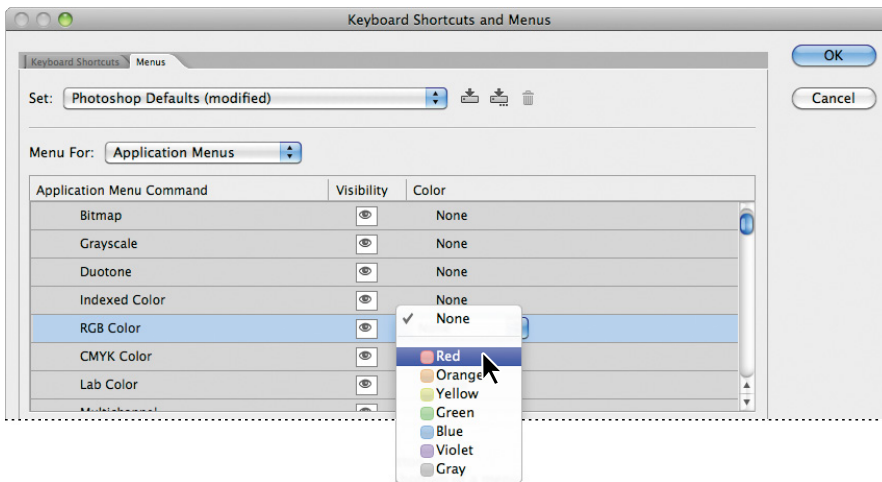 Keyboard Shortcuts and Menus
Keyboard Shortcuts Menus
OK
Set: Photoshop Defaults (modified)
Cancel
Menu For: Application Menus
Application Menu Command Visibility Color
Bitmap None
Grayscale None
Duotone None
Indexed Color None
RGB Color
None
CMYK Color
Red
Lab Color
Orange
Yellow
Green
Blue
Violet
Gray